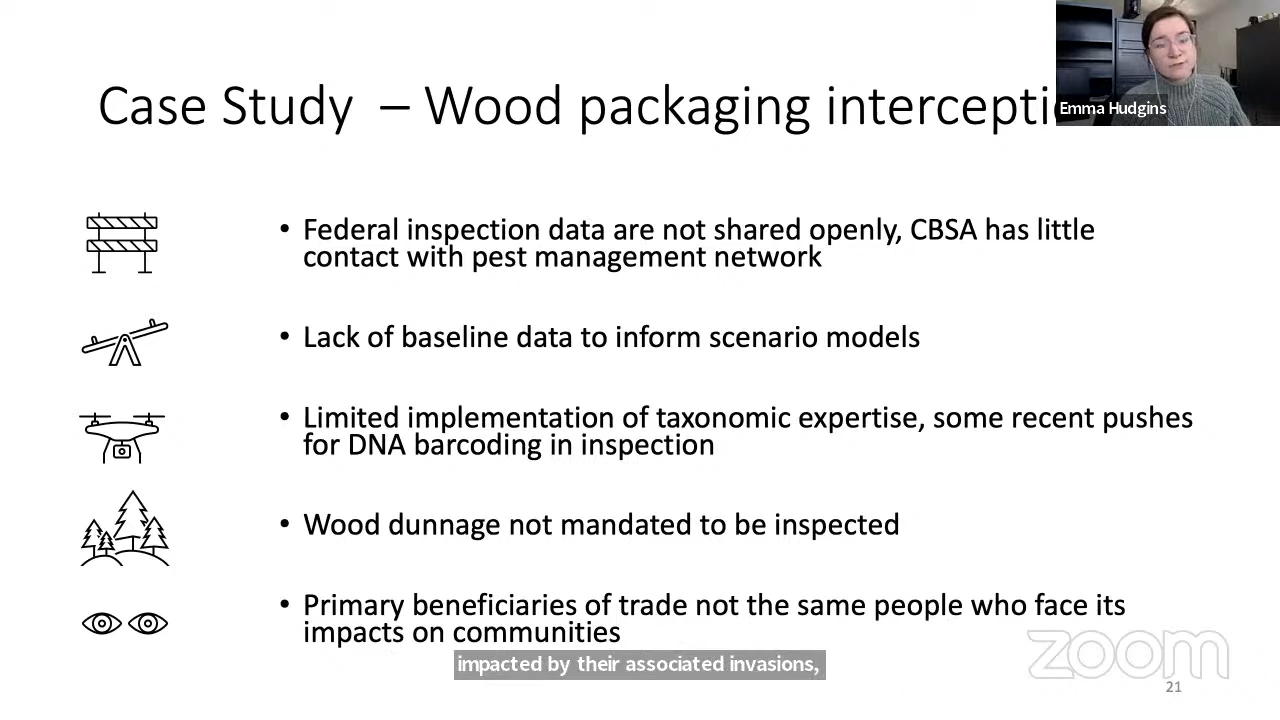 Case Study – Wood packaging intercepti
Emma Hudgins
• Federal inspection data are not shared openly, CBSA has little
contact with pest management network
• Lack of baseline data to inform scenario models
• Limited implementation of taxonomic expertise, some recent pushes
for DNA barcoding in inspection
• Wood dunnage not mandated to be inspected
• Primary beneficiaries of trade not the same people who face its
impacts on communities
impacted by their associated invasions,
zoom
21